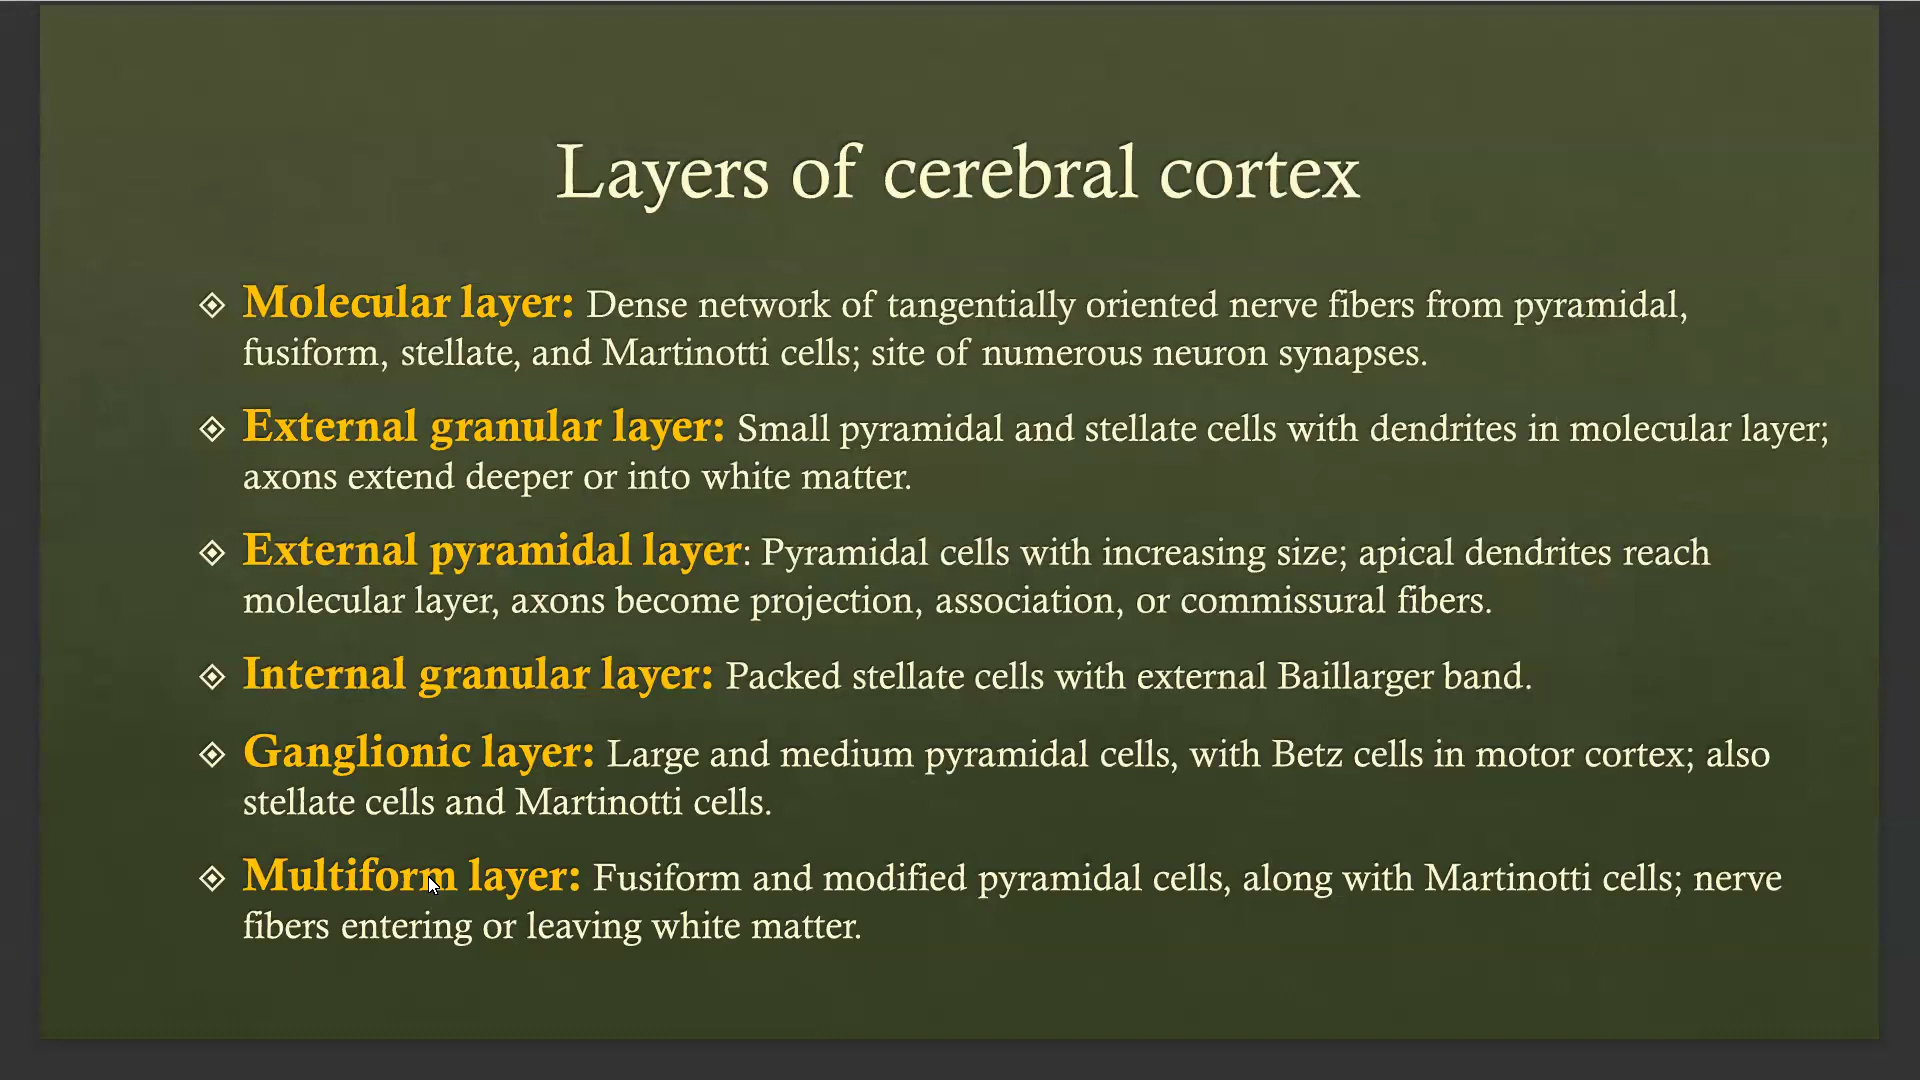 Layers of cerebral cortex
Molecular layer: Dense network of tangentially oriented nerve fibers from pyramidal,
fusiform, stellate, and Martinotti cells; site of numerous neuron synapses.
External granular layer: Small pyramidal and stellate cells with dendrites in molecular layer;
axons extend deeper or into white matter.
External pyramidal layer: Pyramidal cells with increasing size; apical dendrites reach
molecular layer, axons become projection, association, or commissural fibers.
Internal granular layer: Packed stellate cells with external Baillarger band.
Ganglionic layer: Large and medium pyramidal cells, with Betz cells in motor cortex; also
stellate cells and Martinotti cells.
Multiform layer: Fusiform and modified pyramidal cells, along with Martinotti cells; nerve
fibers entering or leaving white matter.